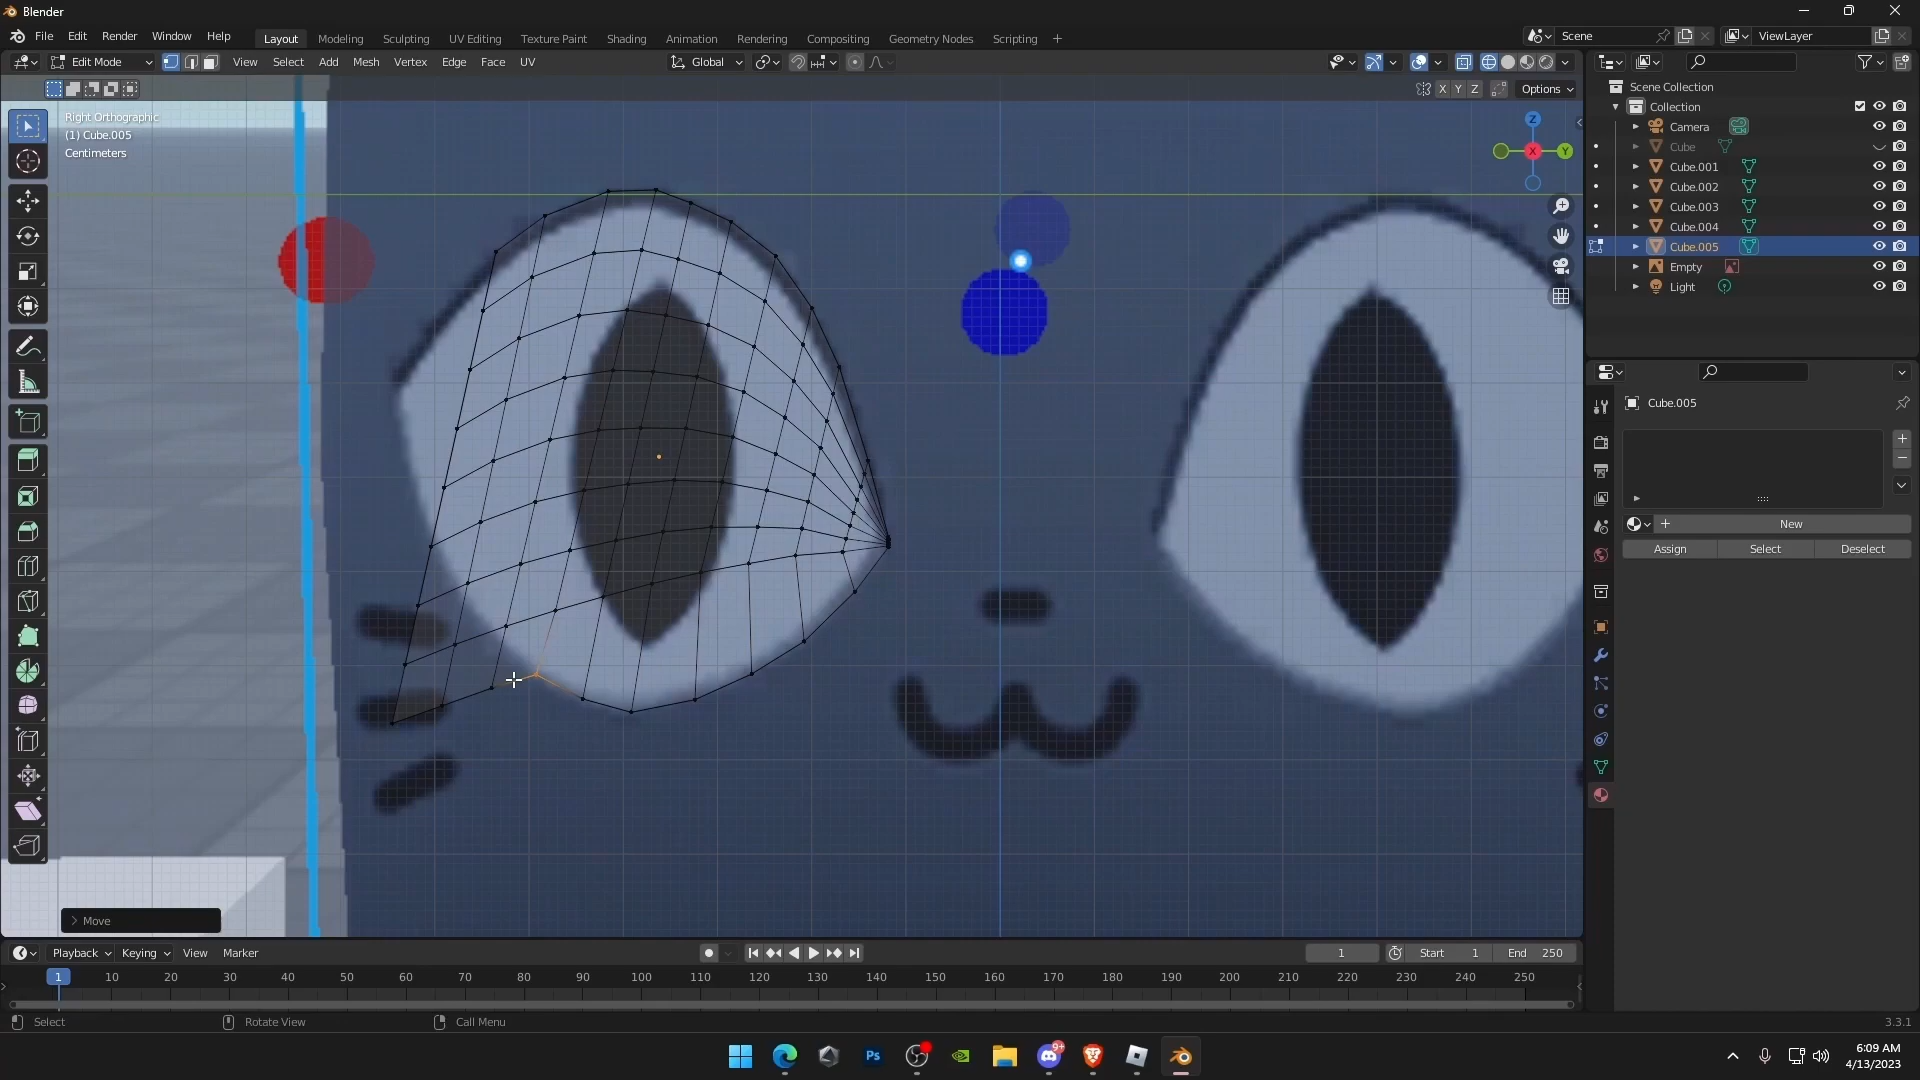 Blender
File Edit Render Window Help
Layout Modeling Sculpting UV Editing Texture Paint Shading Animation Rendering Compositing Geometry Nodes Scripting +
Scene
ViewLayer
Edit Mode
View Select Add Mesh Vertex Edge Face UV
Global
X Y Z
Options
Right Orthographic
(1) Cube.005
Centimeters
Z
X
Y
Scene Collection
Collection
Camera
Cube
Cube.001
Cube.002
Cube.003
Cube.004
Cube.005
Empty
Light
Cube.005
New
Assign Select Deselect
Move
Playback Keying View Marker
1
Start 1
End 250
1 10 20 30 40 50 60 70 80 90 100 110 120 130 140 150 160 170 180 190 200 210 220 230 240 250
Select Rotate View Call Menu
3.3.1
Ps
9+
6:09 AM
4/13/2023